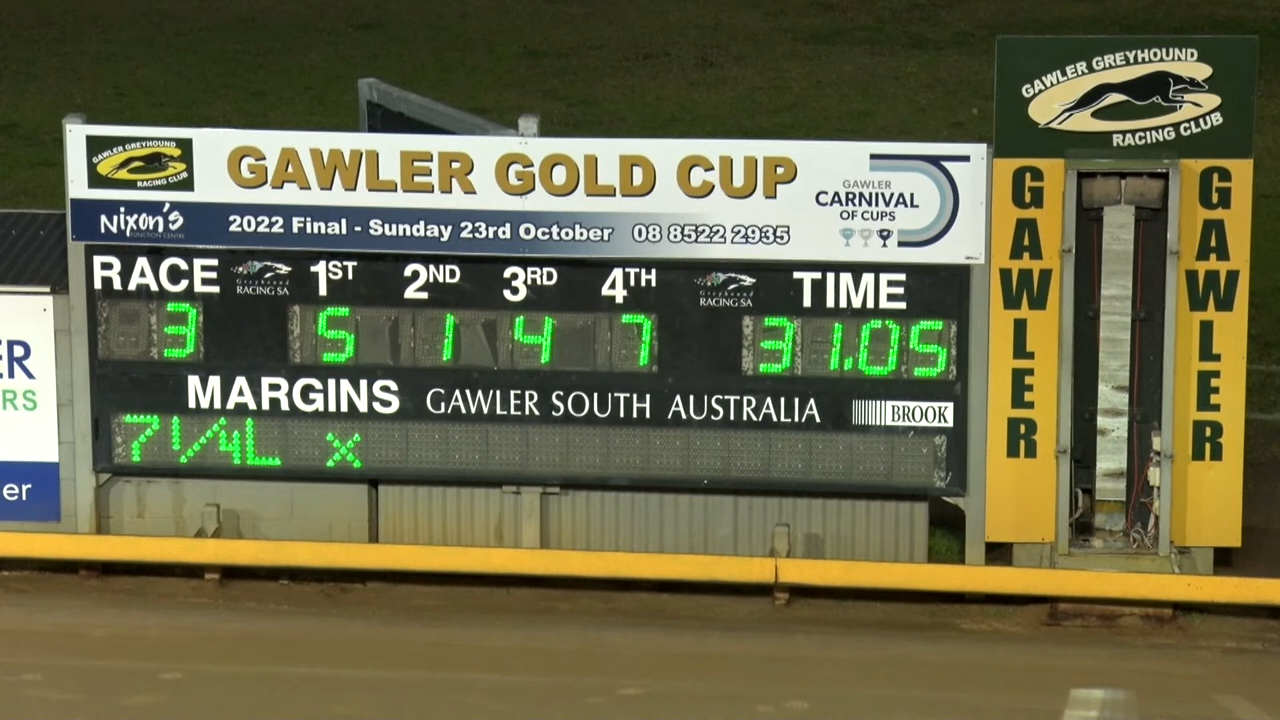 GAWLER GREYHOUND
RACING CLUB
GAWLER GREYHOUND
RACING CLUB
GAWLER GOLD CUP
GAWLER
CARNIVAL
OF CUPS
NiXON'S
FUNCTION CENTRE
2022 Final - Sunday 23rd October 08 8522 2935
RACE Greyhound RACING SA 1ST 2ND 3RD 4TH Greyhound RACING SA TIME
3 5 1 4 7 31.05
MARGINS GAWLER SOUTH AUSTRALIA BROOK
7 1/4L x
GAWLER
GAWLER
ER
RS
er